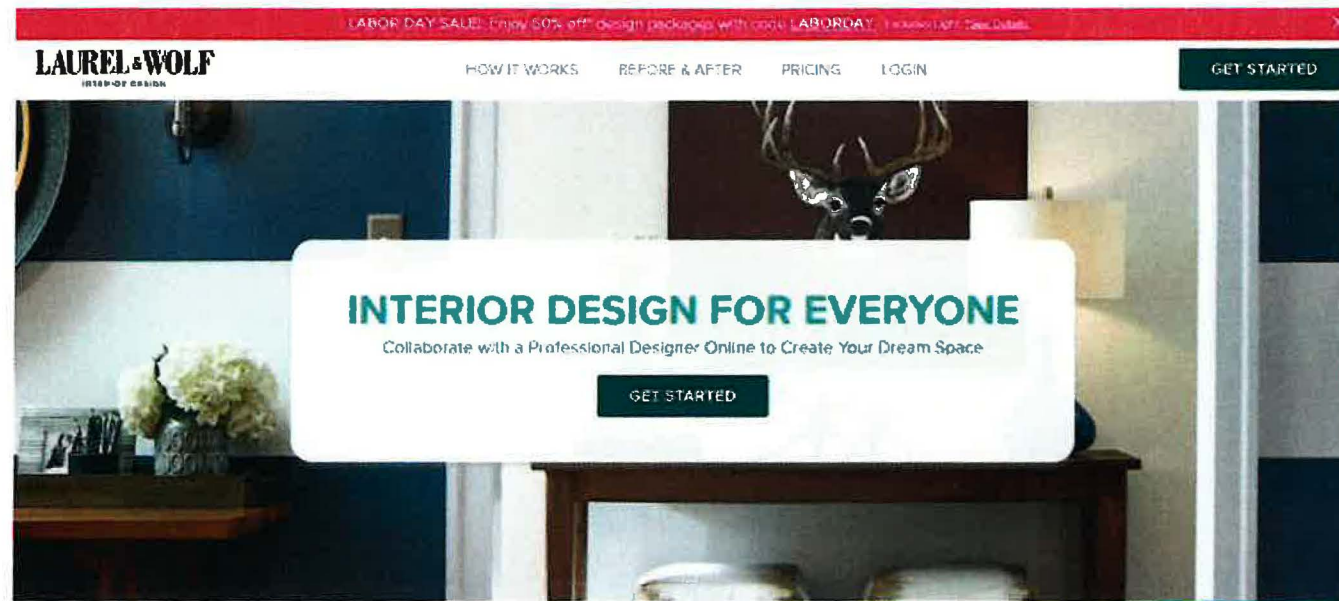 LABOR DAY SALE! Enjoy 50% off* design packages with code LABORDAY.
LAUREL & WOLF
INTERIOR DESIGN
HOW IT WORKS BEFORE & AFTER PRICING LOGIN
GET STARTED
INTERIOR DESIGN FOR EVERYONE
Collaborate with a Professional Designer Online to Create Your Dream Space
GET STARTED